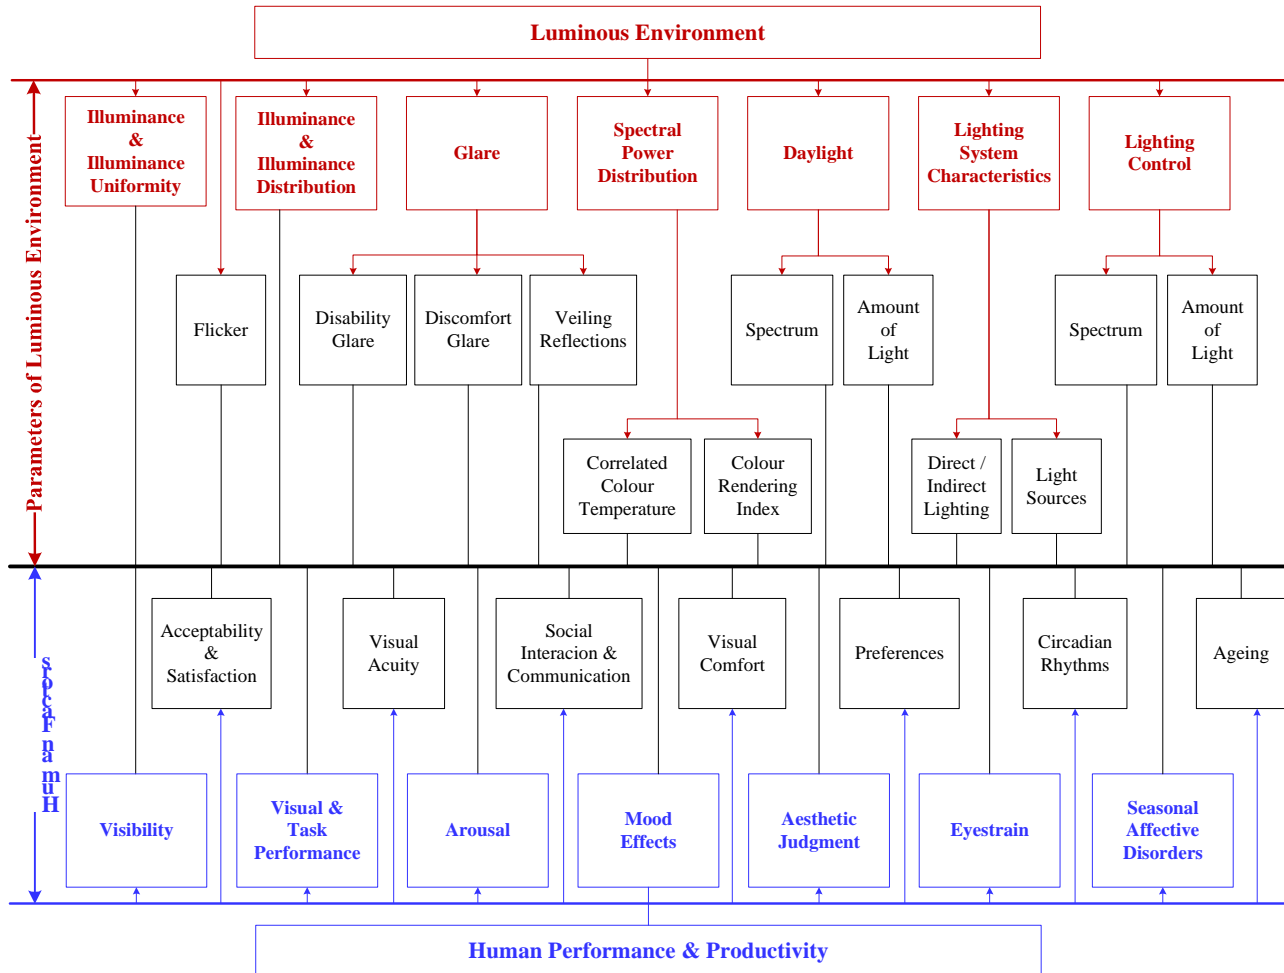 Luminous Environment
Parameters of Luminous Environment
Illuminance
&
Illuminance
Uniformity
Illuminance
&
Illuminance
Distribution
Glare
Spectral
Power
Distribution
Daylight
Lighting
System
Characteristics
Lighting
Control
Flicker
Disability
Glare
Discomfort
Glare
Veiling
Reflections
Spectrum
Amount
of
Light
Spectrum
Amount
of
Light
Correlated
Colour
Temperature
Colour
Rendering
Index
Direct /
Indirect
Lighting
Light
Sources
Human Factors
Acceptability
&
Satisfaction
Visual
Acuity
Social
Interacion &
Communication
Visual
Comfort
Preferences
Circadian
Rhythms
Ageing
Visibility
Visual &
Task
Performance
Arousal
Mood
Effects
Aesthetic
Judgment
Eyestrain
Seasonal
Affective
Disorders
Human Performance & Productivity